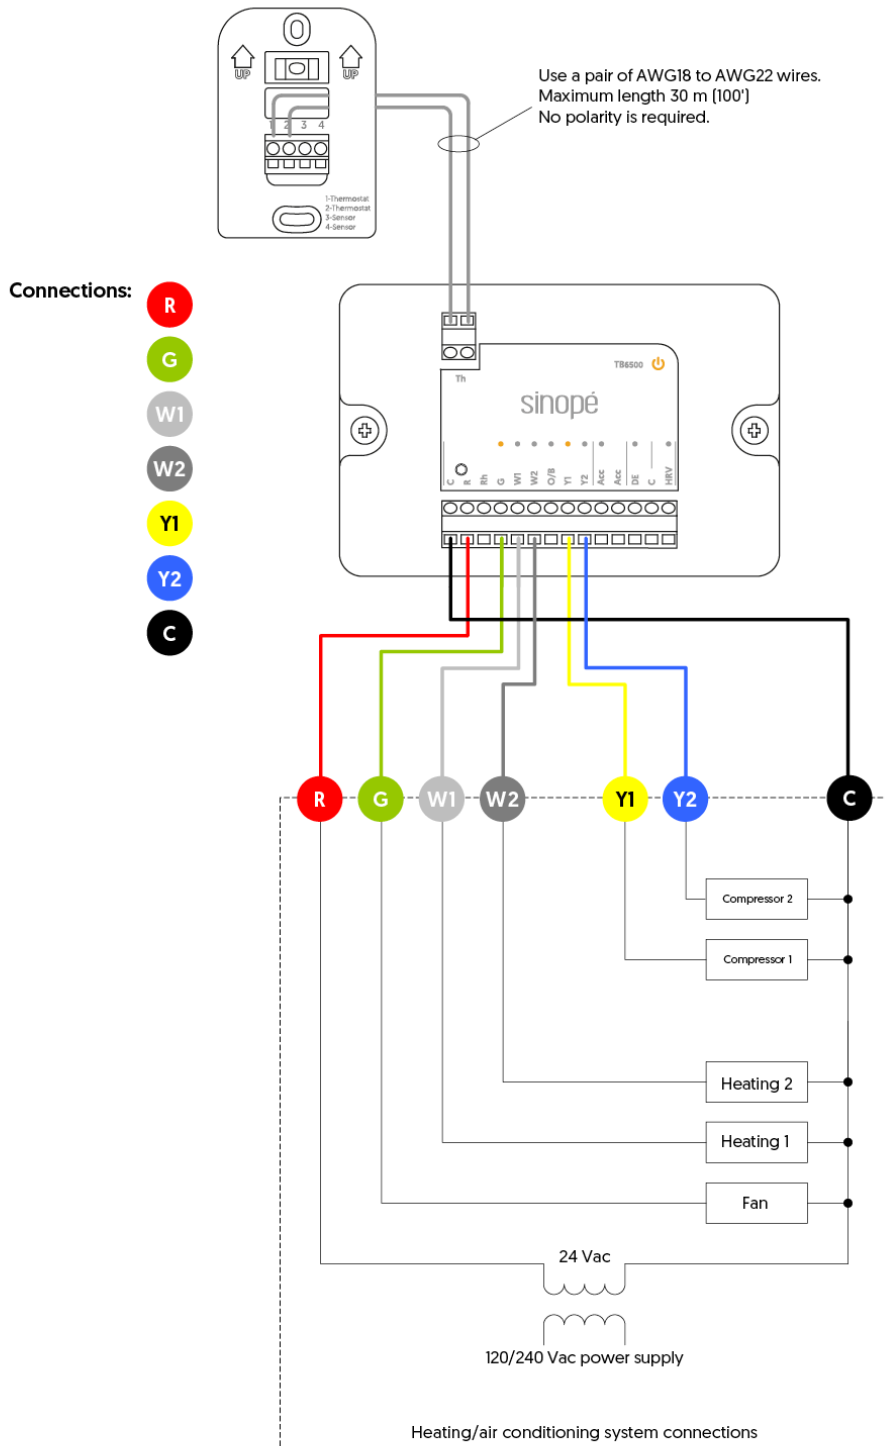 UP
UP
Use a pair of AWG18 to AWG22 wires.
Maximum length 30 m (100')
No polarity is required.
1 2 3 4
1-Thermostat
2-Thermostat
3-Sensor
4-Sensor
Connections:
R
G
W1
W2
Y1
Y2
C
Th
TB6500
sinopé
C R Rh G W1 W2 O/B Y1 Y2 Acc Acc DE C HRV
R G W1 W2 Y1 Y2 C
Compressor 2
Compressor 1
Heating 2
Heating 1
Fan
24 Vac
120/240 Vac power supply
Heating/air conditioning system connections